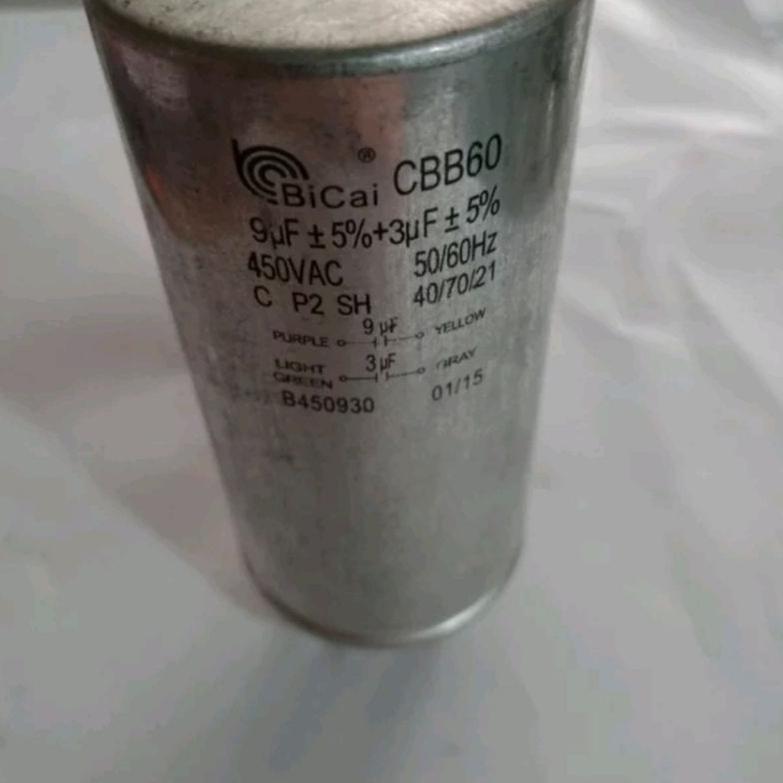 BiCai ® CBB60
9µF ± 5%+3µF ± 5%
450VAC 50/60Hz
C P2 SH 40/70/21
9 µF
PURPLE YELLOW
3 µF
LIGHT GREEN GRAY
B450930 01/15